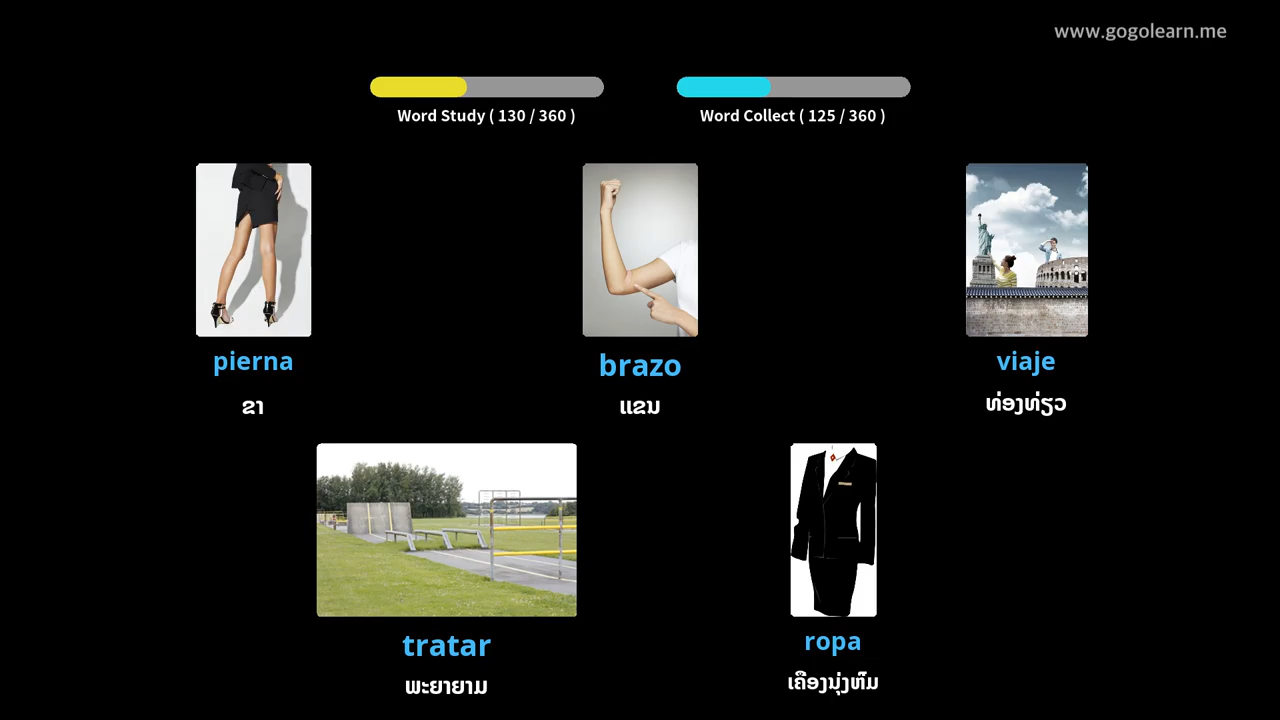 www.gogolearn.me
Word Study ( 130 / 360 )
Word Collect ( 125 / 360 )
pierna
brazo
viaje
ຂາ
ແຂນ
ທ່ອງທ່ຽວ
tratar
ropa
ພະຍາຍາມ
ເຄືອງນຸ່ງຫົ່ມ